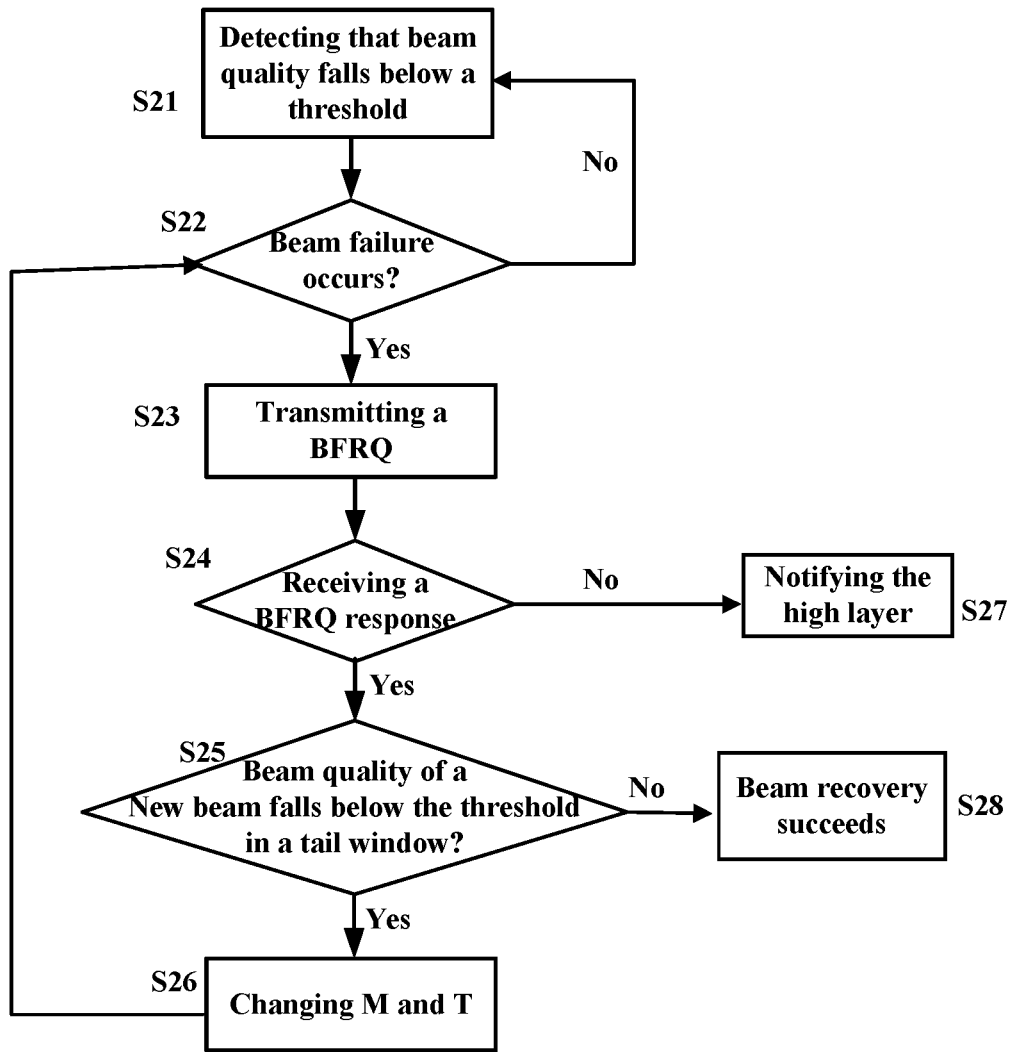 Detecting that beam
quality falls below a
threshold
S21
No
S22
Beam failure
occurs?
Yes
S23
Transmitting a
BFRQ
S24
Receiving a
BFRQ response
No
Notifying the
high layer
S27
Yes
S25
Beam quality of a
New beam falls below the threshold
in a tail window?
No
Beam recovery
succeeds
S28
Yes
S26
Changing M and T